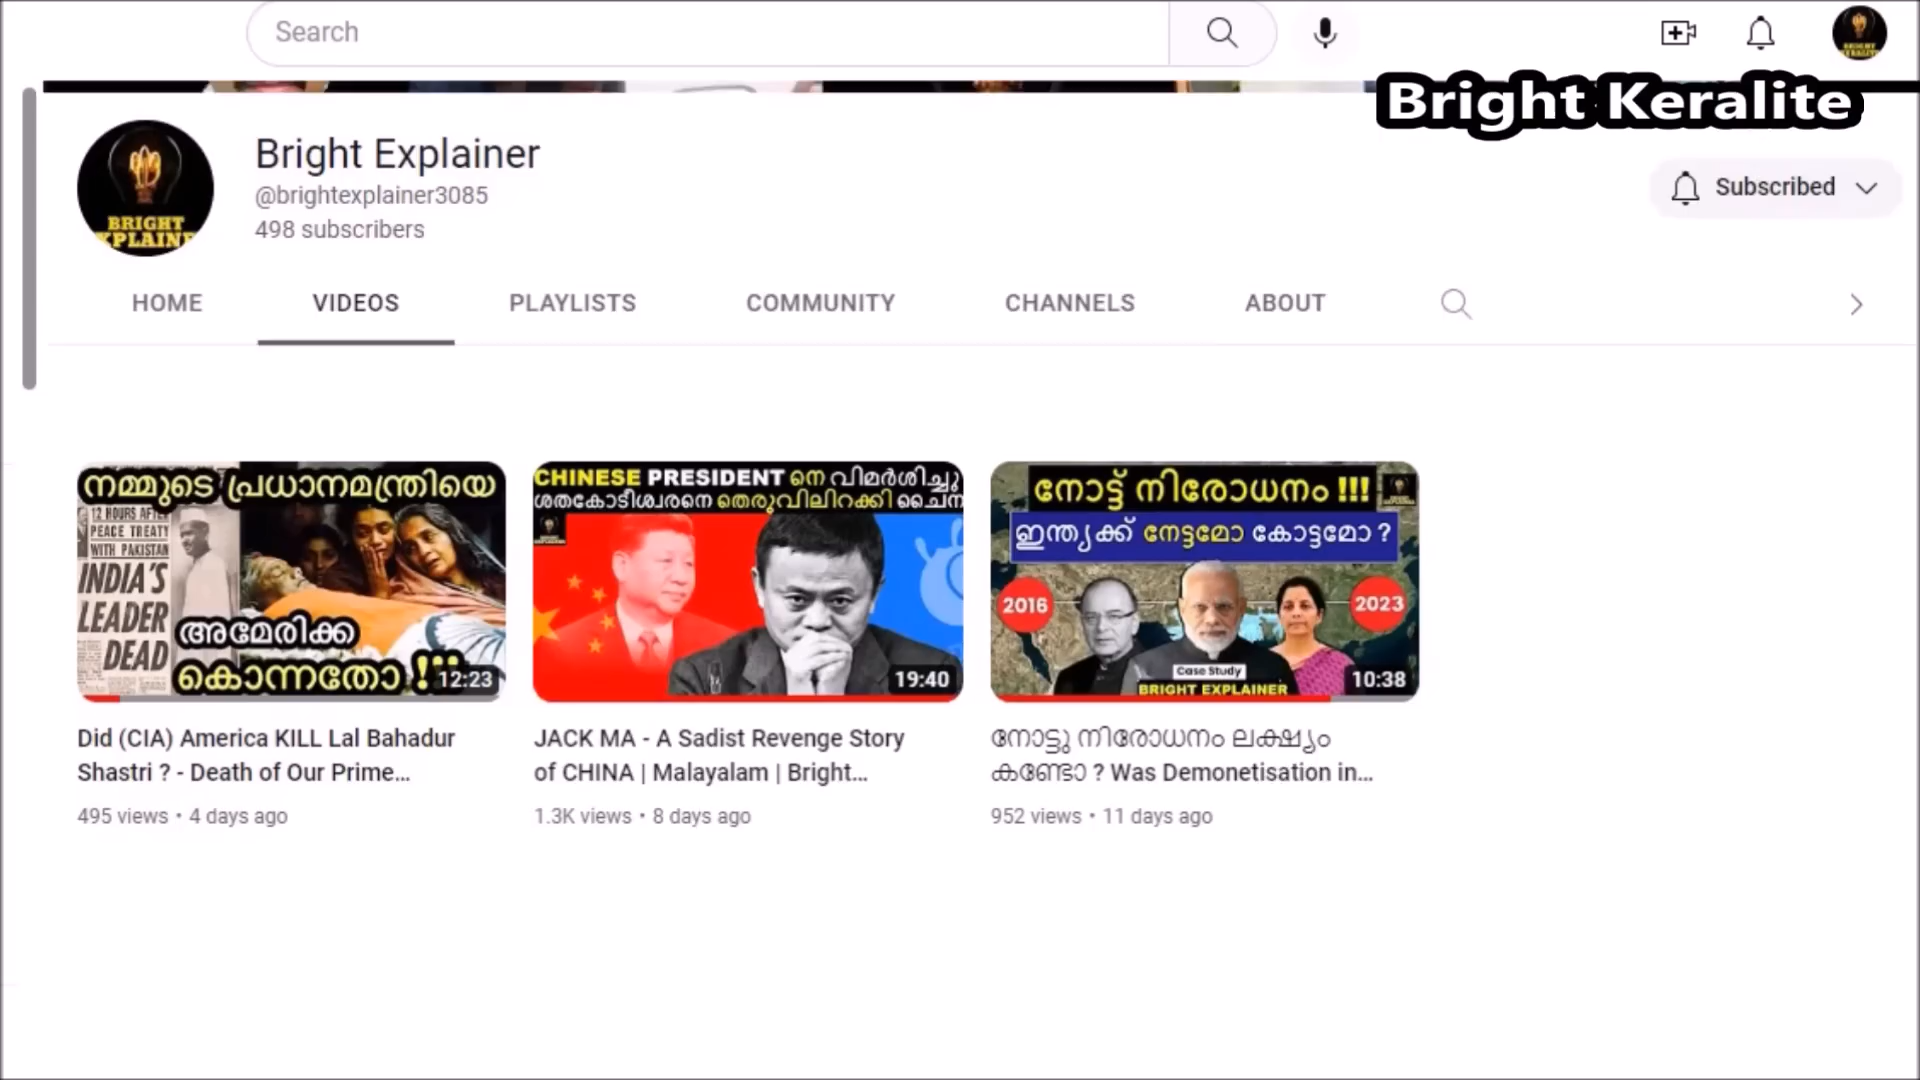 Search
Bright Keralite
BRIGHT
Bright Explainer
@brightexplainer3085
498 subscribers
Subscribed
HOME
VIDEOS
PLAYLISTS
COMMUNITY
CHANNELS
ABOUT
നമ്മുടെ പ്രധാനമന്ത്രിയെ
12 HOURS AFTE
PEACE TREATY
WITH PAKISTAN
INDIA'S
LEADER
DEAD
അമേരിക്ക
കൊന്നതോ !!
12:23
Did (CIA) America KILL Lal Bahadur
Shastri ? - Death of Our Prime...
495 views • 4 days ago
CHINESE PRESIDENT നെ വിമർശിച്ചു
ശതകോടീശ്വരനെ തെരുവിലിറക്കി ചൈന
19:40
JACK MA - A Sadist Revenge Story
of CHINA | Malayalam | Bright...
1.3K views • 8 days ago
നോട്ട് നിരോധനം !!!
ഇന്ത്യക്ക് നേട്ടമോ കോട്ടമോ ?
2016
2023
Case Study
BRIGHT EXPLAINER
10:38
നോട്ടു നിരോധനം ലക്ഷ്യം
കണ്ടോ ? Was Demonetisation in...
952 views • 11 days ago